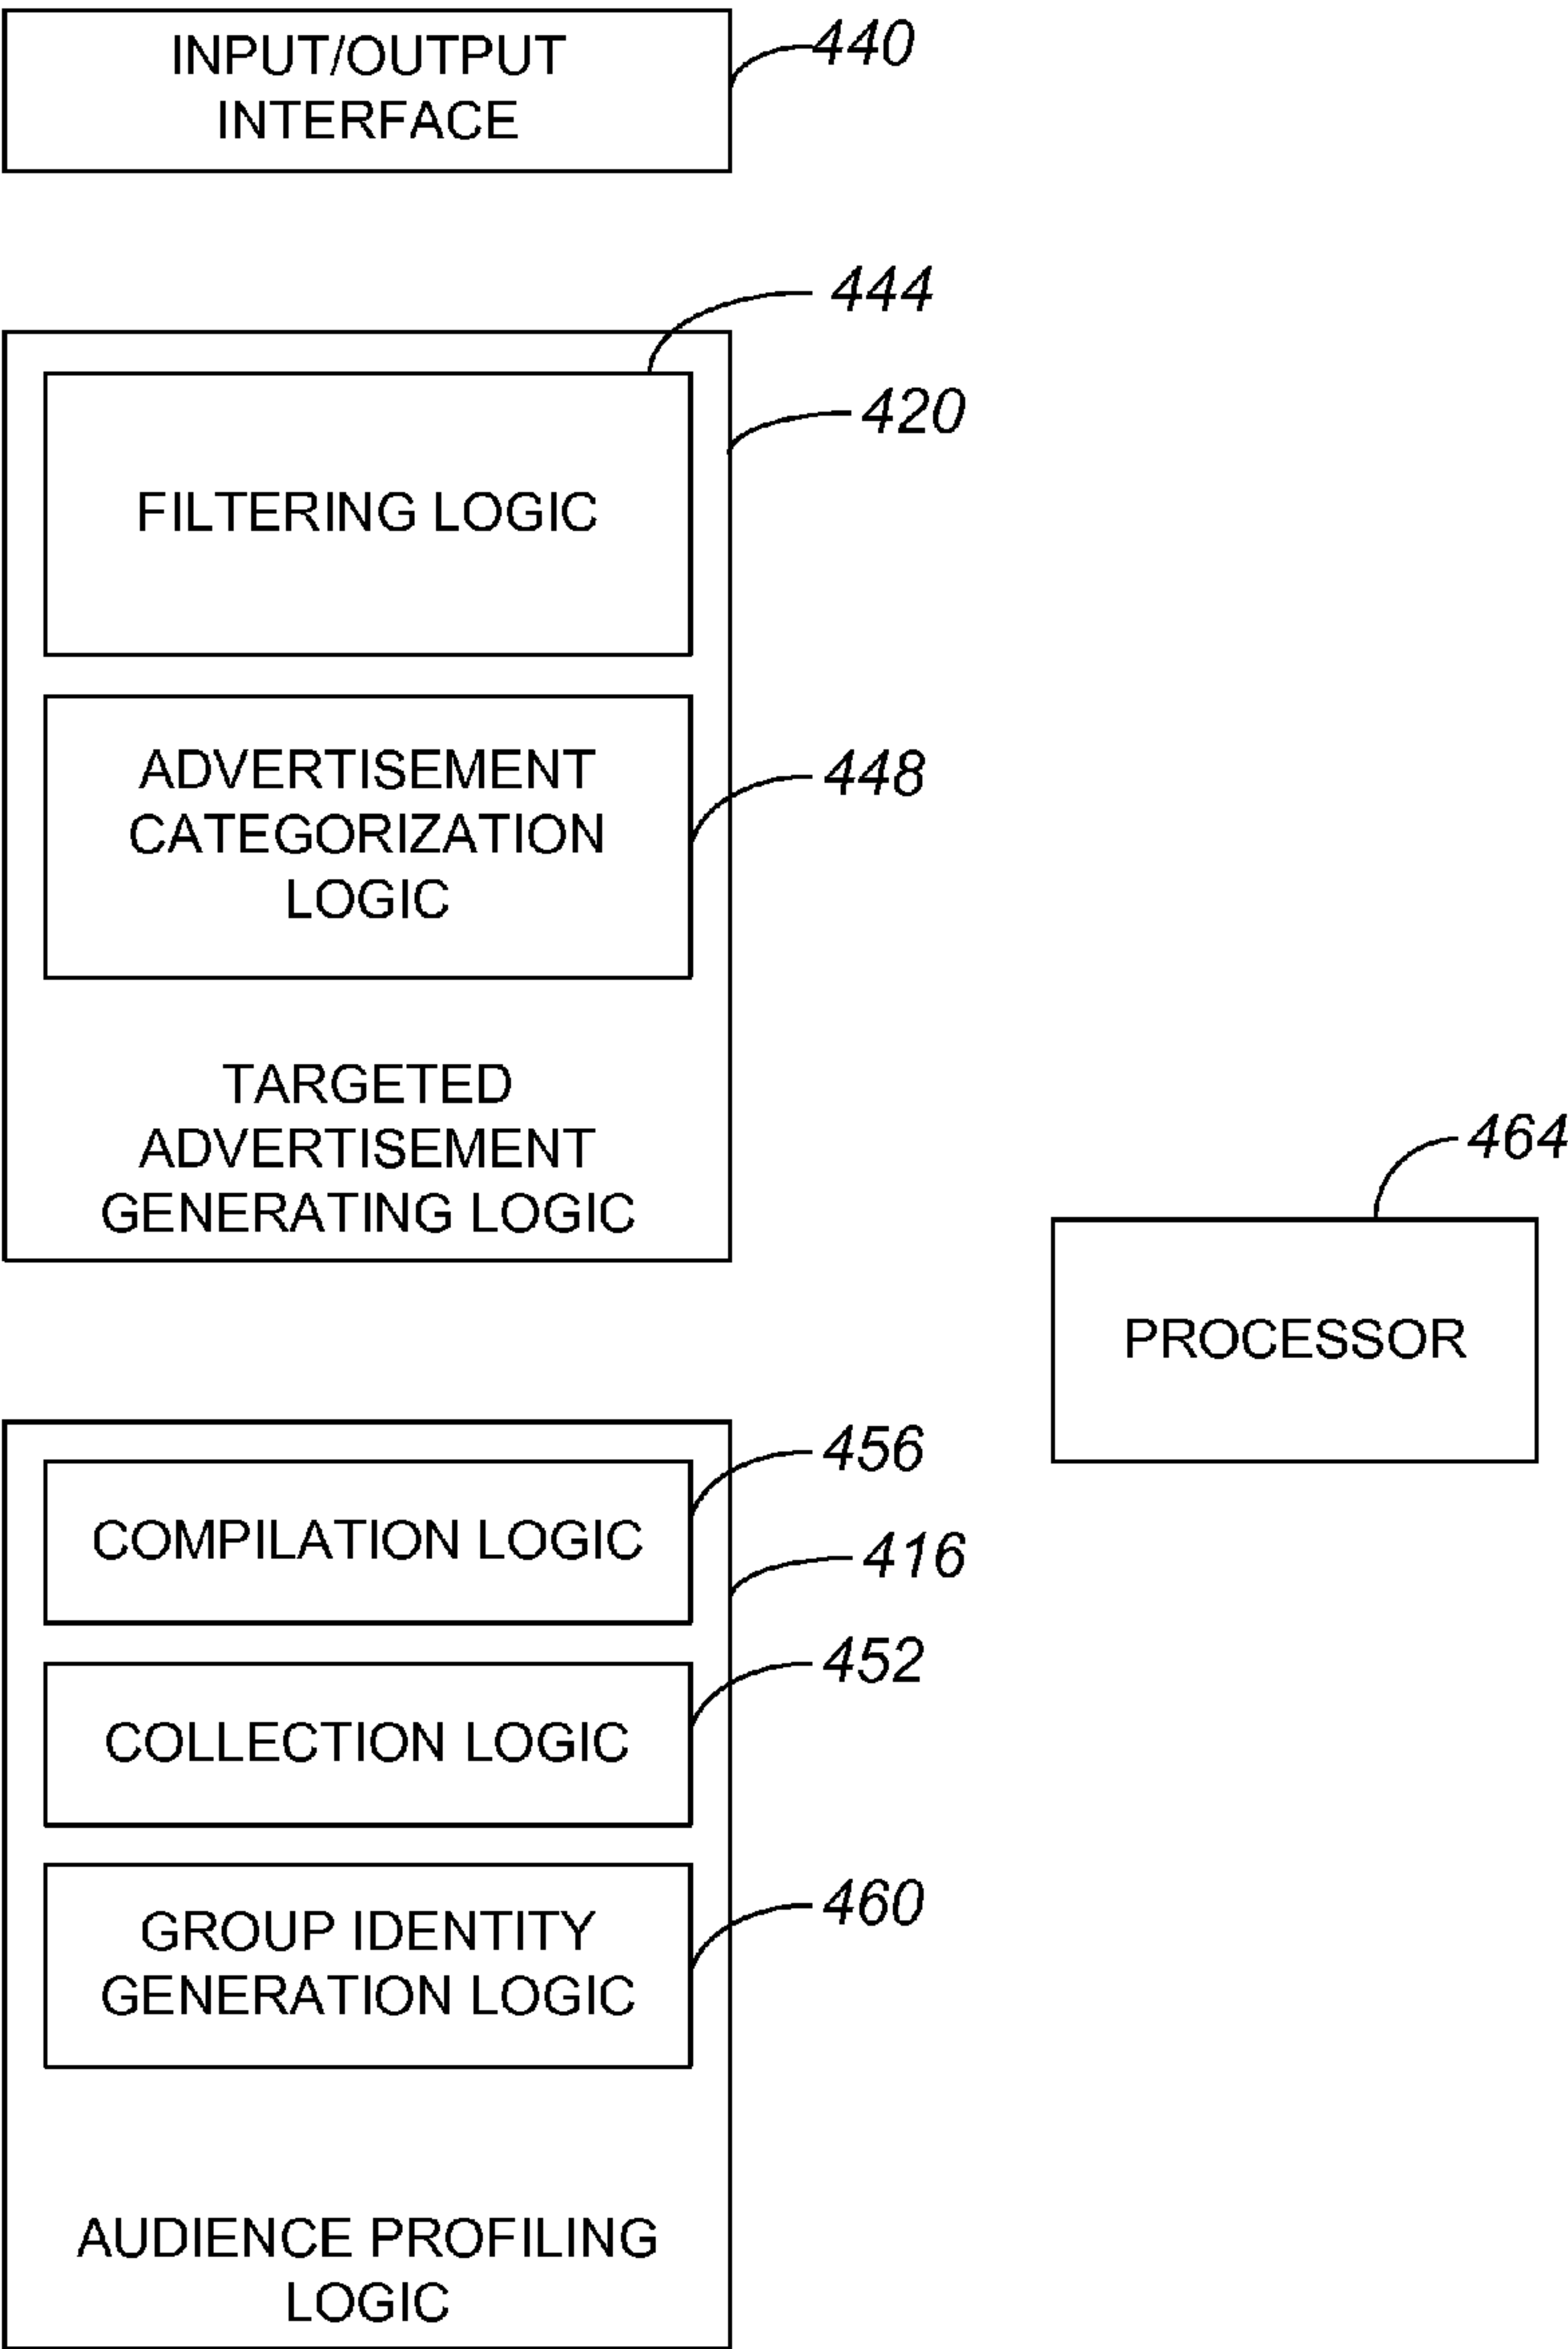 INPUT/OUTPUT
INTERFACE
440
444
420
FILTERING LOGIC
ADVERTISEMENT
CATEGORIZATION
LOGIC
448
TARGETED
ADVERTISEMENT
GENERATING LOGIC
464
PROCESSOR
456
COMPILATION LOGIC
416
452
COLLECTION LOGIC
460
GROUP IDENTITY
GENERATION LOGIC
AUDIENCE PROFILING
LOGIC